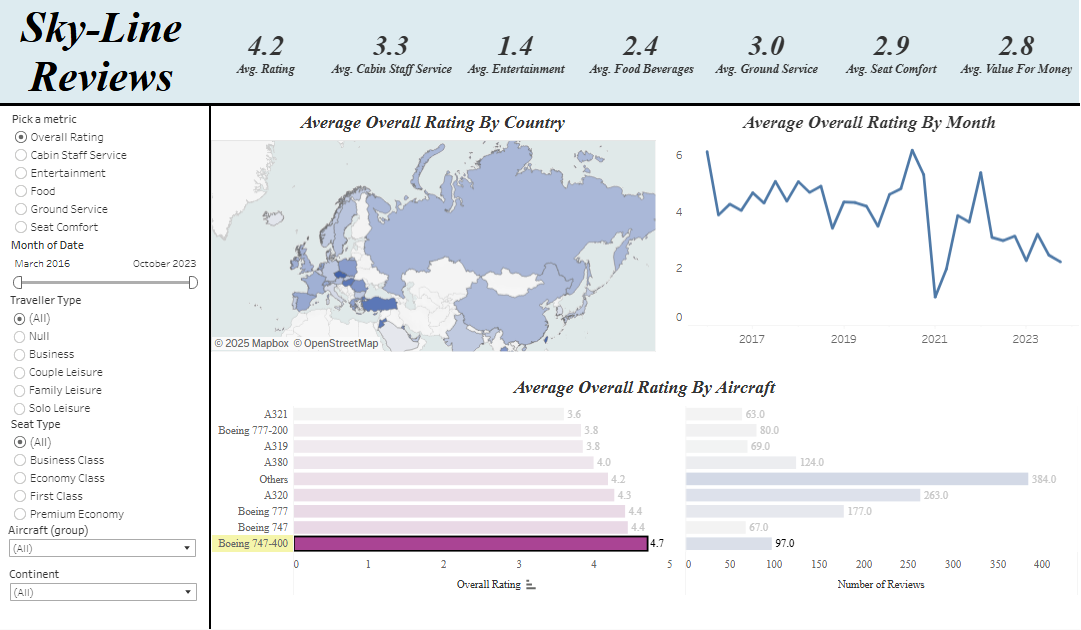 Sky-Line
Reviews
4.2
Avg. Rating
3.3
Avg. Cabin Staff Service
1.4
Avg. Entertainment
2.4
Avg. Food Beverages
3.0
Avg. Ground Service
2.9
Avg. Seat Comfort
2.8
Avg. Value For Money
Pick a metric
Overall Rating
Cabin Staff Service
Entertainment
Food
Ground Service
Seat Comfort
Month of Date
March 2016 October 2023
Traveller Type
(All)
Null
Business
Couple Leisure
Family Leisure
Solo Leisure
Seat Type
(All)
Business Class
Economy Class
First Class
Premium Economy
Aircraft (group)
(All)
Continent
(All)
Average Overall Rating By Country
© 2025 Mapbox © OpenStreetMap
Average Overall Rating By Month
6
4
2
0
2017 2019 2021 2023
Average Overall Rating By Aircraft
A321 3.6 63.0
Boeing 777-200 3.8 80.0
A319 3.8 69.0
A380 4.0 124.0
Others 4.2 384.0
A320 4.3 263.0
Boeing 777 4.4 177.0
Boeing 747 4.4 67.0
Boeing 747-400 4.7 97.0
0 1 2 3 4 5 0 50 100 150 200 250 300 350 400
Overall Rating Number of Reviews